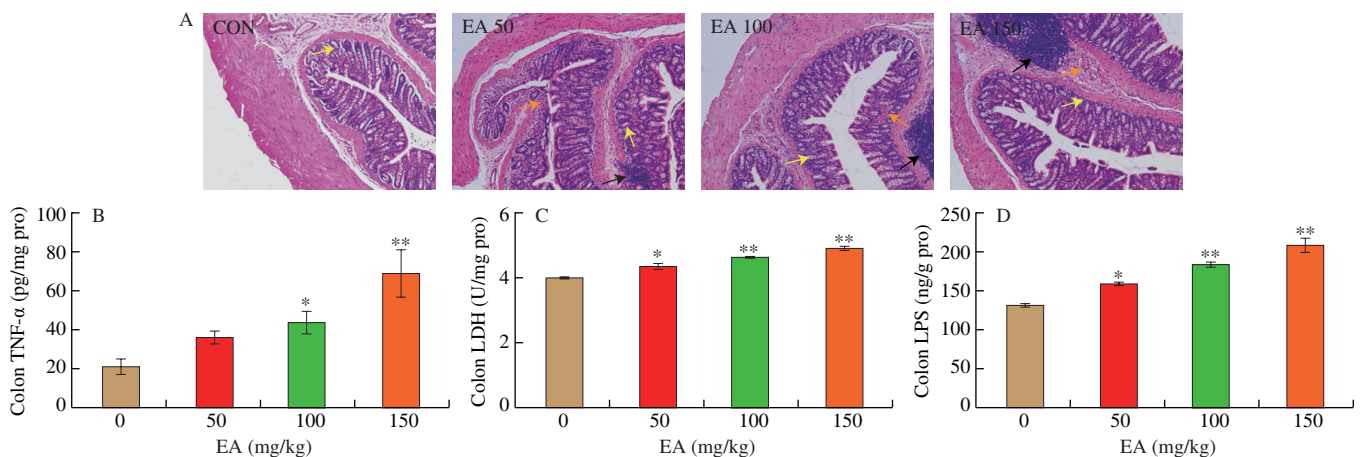 A
CON
EA 50
EA 100
EA 150
B
Colon TNF-α (pg/mg pro)
100
80
60
40
20
0
*
**
0 50 100 150
EA (mg/kg)
C
Colon LDH (U/mg pro)
6
4
2
0
*
**
**
0 50 100 150
EA (mg/kg)
D
Colon LPS (ng/g pro)
250
200
150
100
50
0
*
**
**
0 50 100 150
EA (mg/kg)